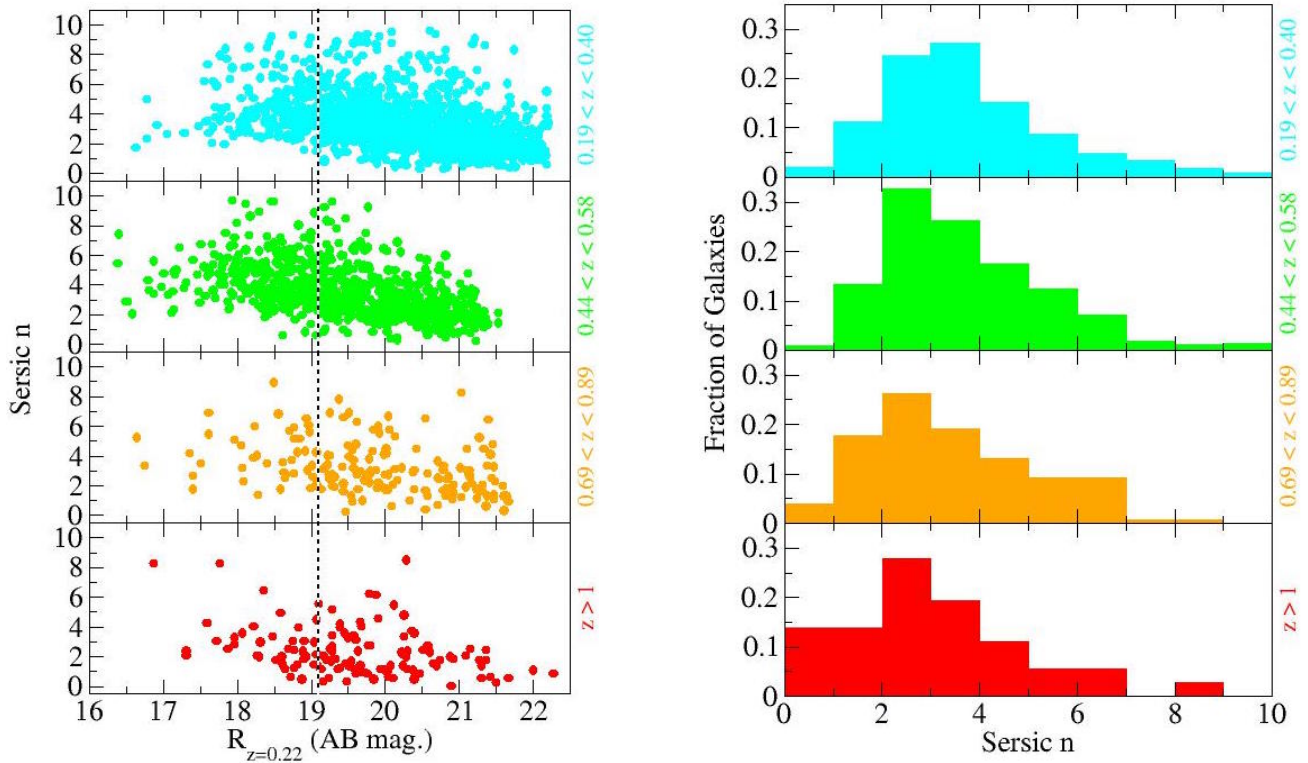 10
8
6
4
2
0
0.19 < z < 0.40
10
8
6
4
2
0
0.44 < z < 0.58
10
8
6
4
2
0
0.69 < z < 0.89
10
8
6
4
2
0
z > 1
Sersic n
16 17 18 19 20 21 22
R z=0.22 (AB mag.)
0.3
0.2
0.1
0
0.19 < z < 0.40
0.3
0.2
0.1
0
0.44 < z < 0.58
0.3
0.2
0.1
0
0.69 < z < 0.89
0.3
0.2
0.1
0
z > 1
Fraction of Galaxies
0 2 4 6 8 10
Sersic n